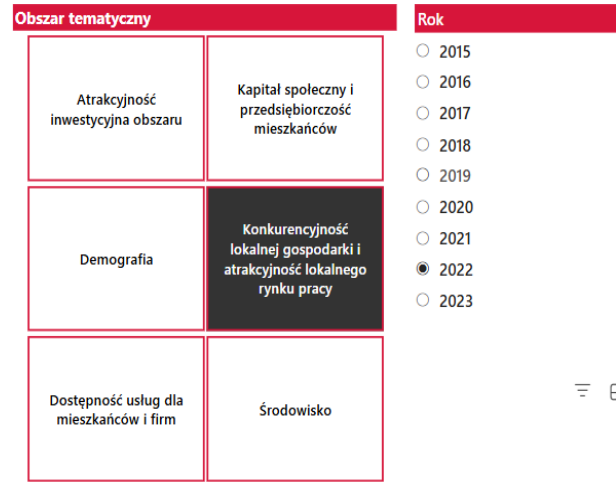 Obszar tematyczny
Atrakcyjność
inwestycyjna obszaru
Kapitał społeczny i
przedsiębiorczość
mieszkańców
Demografia
Konkurencyjność
lokalnej gospodarki i
atrakcyjność lokalnego
rynku pracy
Dostępność usług dla
mieszkańców i firm
Środowisko
Rok
2015
2016
2017
2018
2019
2020
2021
2022
2023